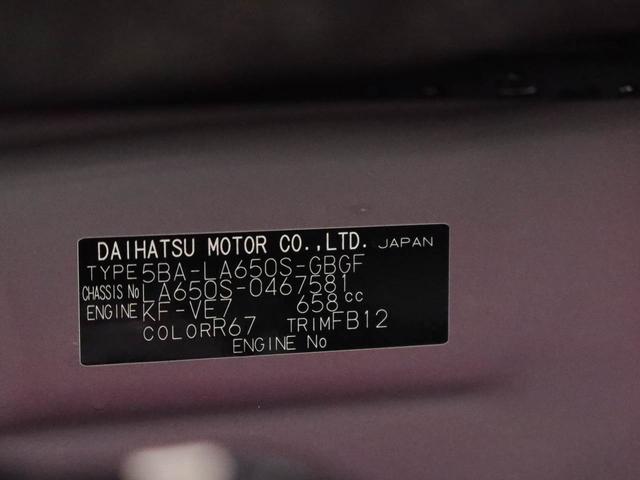 DAIHATSU MOTOR CO.,LTD. JAPAN
TYPE 5BA-LA650S-GBGF
CHASSIS No LA650S-0467581
ENGINE KF-VE7 658 cc
COLOR R67 TRIM FB12
ENGINE No